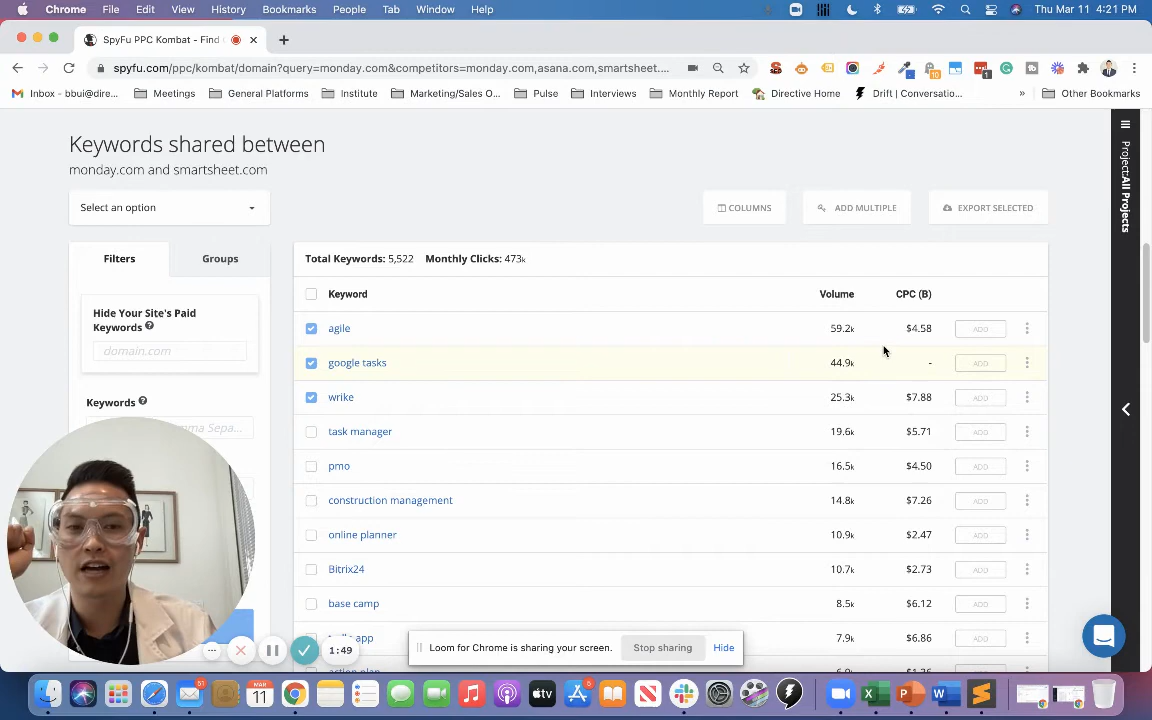 Chrome File Edit View History Bookmarks People Tab Window Help Thu Mar 11 4:21 PM
SpyFu PPC Kombat - Find
spyfu.com/ppc/kombat/domain?query=monday.com&competitors=monday.com,asana.com,smartsheet....
Inbox - bbui@dire... Meetings General Platforms Institute Marketing/Sales O... Pulse Interviews Monthly Report Directive Home Drift | Conversatio... » Other Bookmarks
Keywords shared between
monday.com and smartsheet.com
Select an option
COLUMNS ADD MULTIPLE EXPORT SELECTED
Project: All Projects
Filters Groups
Total Keywords: 5,522 Monthly Clicks: 473k
Hide Your Site's Paid
Keywords
domain.com
Keywords
mma Sepa...
Keyword Volume CPC (B)
agile 59.2k $4.58 ADD
google tasks 44.9k - ADD
wrike 25.3k $7.88 ADD
task manager 19.6k $5.71 ADD
pmo 16.5k $4.50 ADD
construction management 14.8k $7.26 ADD
online planner 10.9k $2.47 ADD
Bitrix24 10.7k $2.73 ADD
base camp 8.5k $6.12 ADD
app 7.9k $6.86 ADD
1:49
Loom for Chrome is sharing your screen. Stop sharing Hide
51
MAR
11